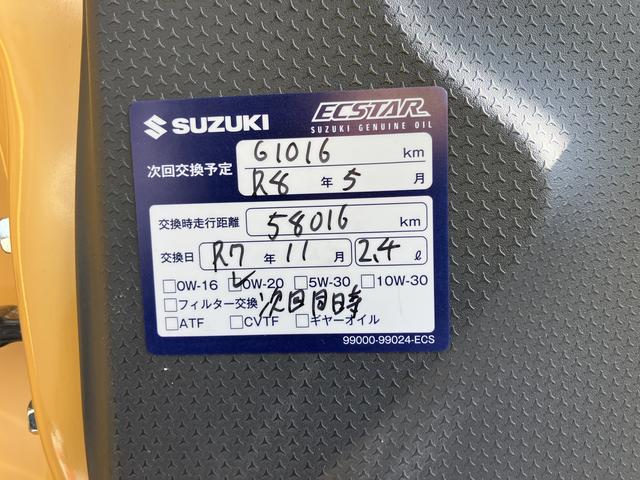 SUZUKI ECSTAR
SUZUKI GENUINE OIL
次回交換予定 61016 km
R8 年 5 月
交換時走行距離 58016 km
交換日 R7 年 11 月 2.4 ℓ
□0W-16 ☑0W-20 □5W-30 □10W-30
□フィルター交換 次回同時
□ATF □CVTF □ギヤーオイル
99000-99024-ECS